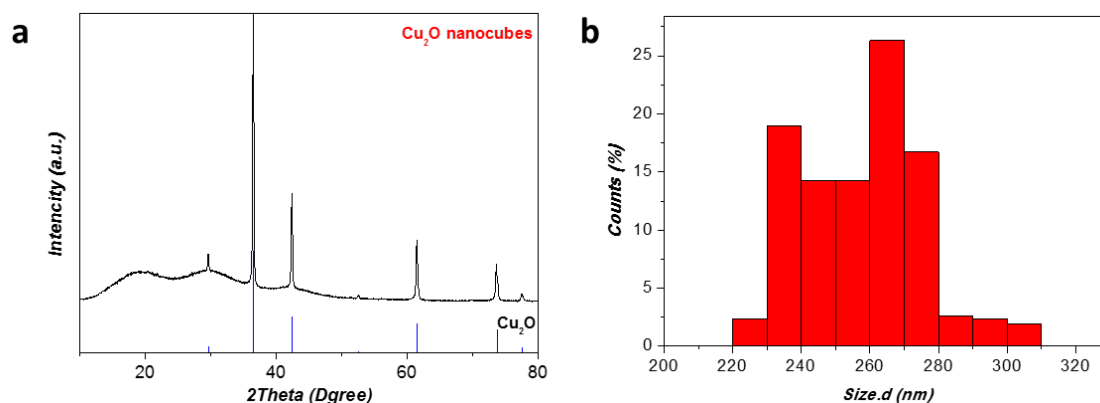 a
Cu₂O nanocubes
Intencity (a.u.)
Cu₂O
20
40
60
80
2Theta (Dgree)
b
25
20
15
10
5
0
Counts (%)
200
220
240
260
280
300
320
Size.d (nm)